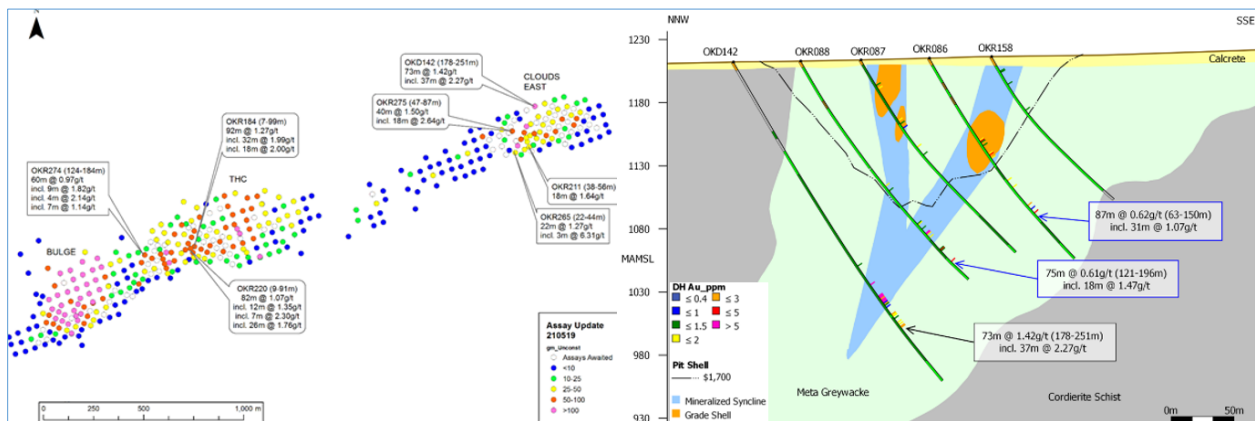 N
OKD142 (178-251m)
73m @ 1.42g/t
incl. 37m @ 2.27g/t
CLOUDS
EAST
OKR275 (47-87m)
40m @ 1.50g/t
incl. 18m @ 2.64g/t
OKR184 (7-99m)
92m @ 1.27g/t
incl. 32m @ 1.99g/t
incl. 18m @ 2.00g/t
OKR274 (124-184m)
60m @ 0.97g/t
incl. 9m @ 1.82g/t
incl. 4m @ 2.14g/t
incl. 7m @ 1.14g/t
THC
OKR211 (38-56m)
18m @ 1.64g/t
OKR265 (22-44m)
22m @ 1.27g/t
incl. 3m @ 6.31g/t
BULGE
OKR220 (9-91m)
82m @ 1.07g/t
incl. 12m @ 1.35g/t
incl. 7m @ 2.30g/t
incl. 26m @ 1.76g/t
Assay Update
210519
gm_Unconst
Assays Awaited
<10
10-25
25-50
50-100
>100
0 250 500 1,000 m
NNW
SSE
1230
1180
1130
1080
MAMSL
1030
980
930
OKD142
OKR088
OKR087
OKR086
OKR158
Calcrete
87m @ 0.62g/t (63-150m)
incl. 31m @ 1.07g/t
75m @ 0.61g/t (121-196m)
incl. 18m @ 1.47g/t
73m @ 1.42g/t (178-251m)
incl. 37m @ 2.27g/t
DH Au_ppm
≤ 0.4
≤ 3
≤ 1
≤ 5
≤ 1.5
> 5
≤ 2
Pit Shell
$1,700
Mineralized Syncline
Grade Shell
Meta Greywacke
Cordierite Schist
0m
50m